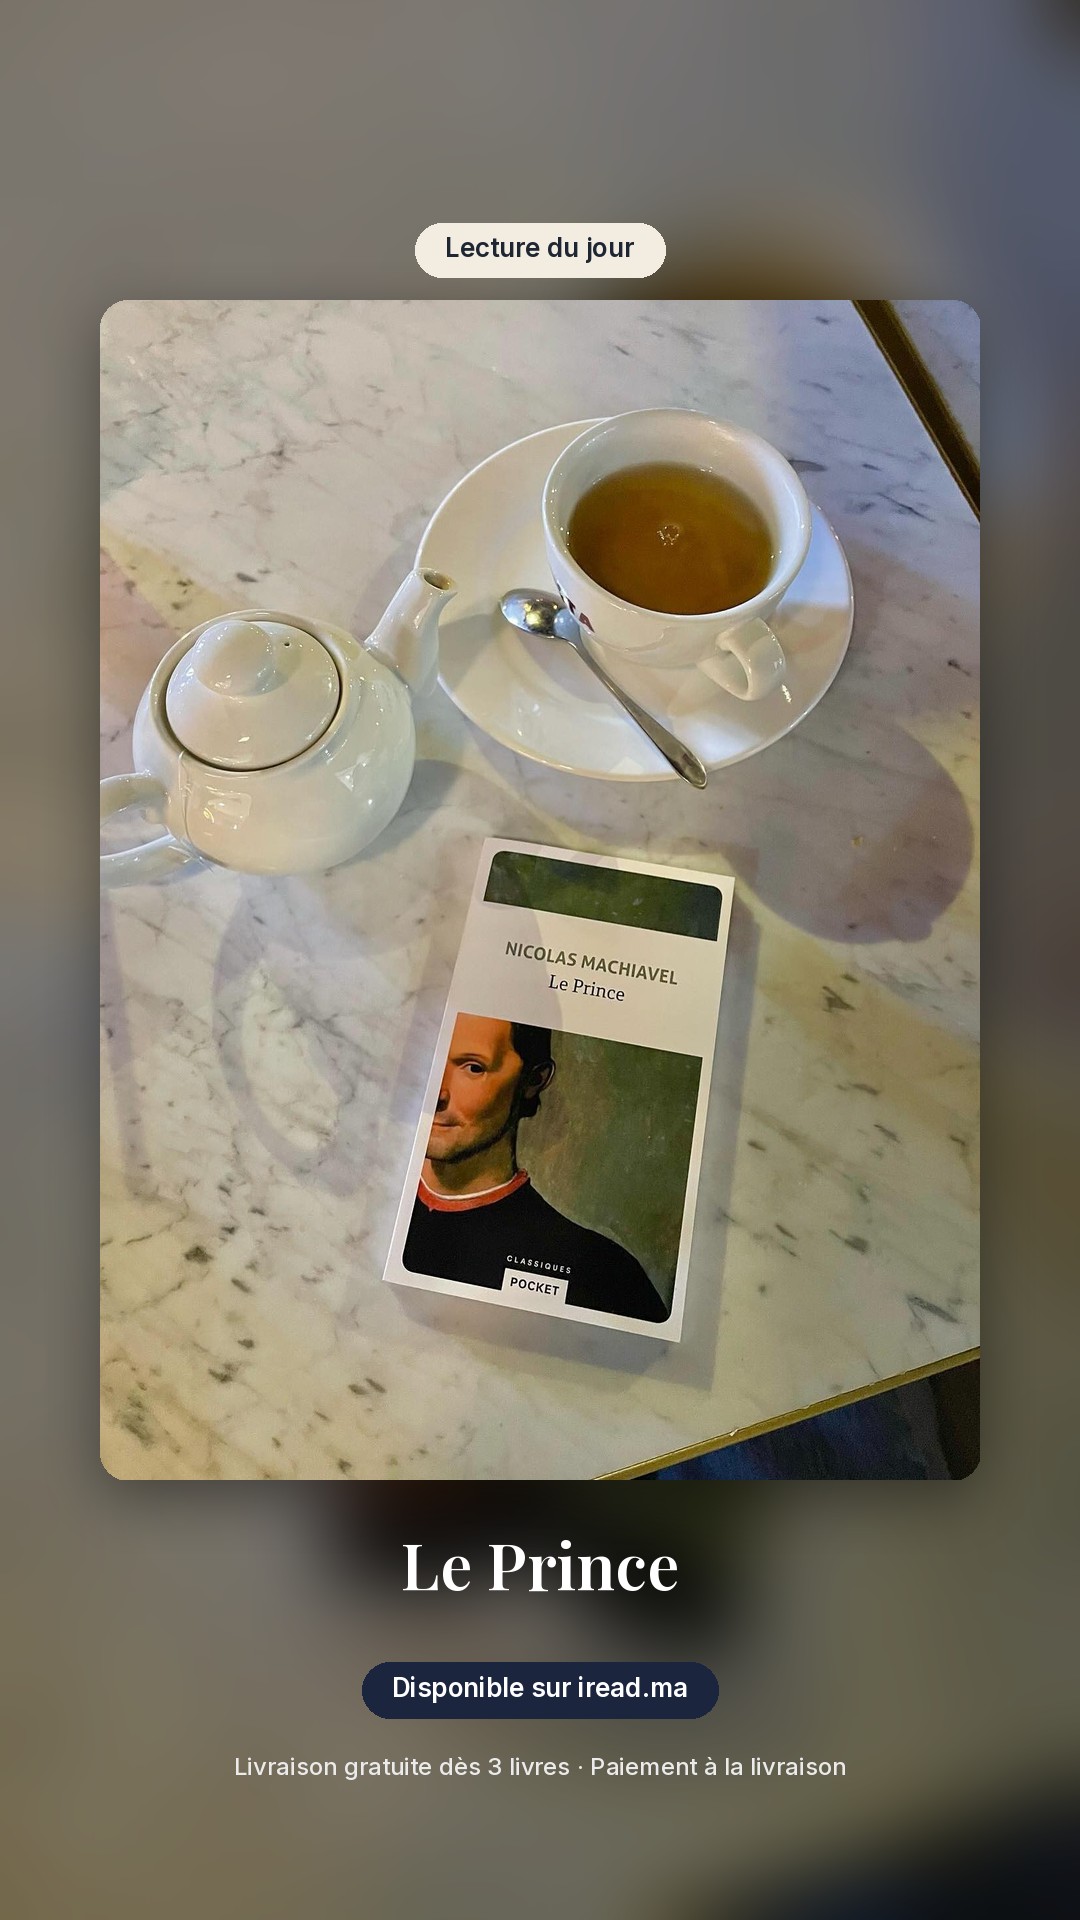 Lecture du jour
NICOLAS MACHIAVEL
Le Prince
CLASSIQUES
POCKET
Le Prince
Disponible sur iread.ma
Livraison gratuite dès 3 livres · Paiement à la livraison